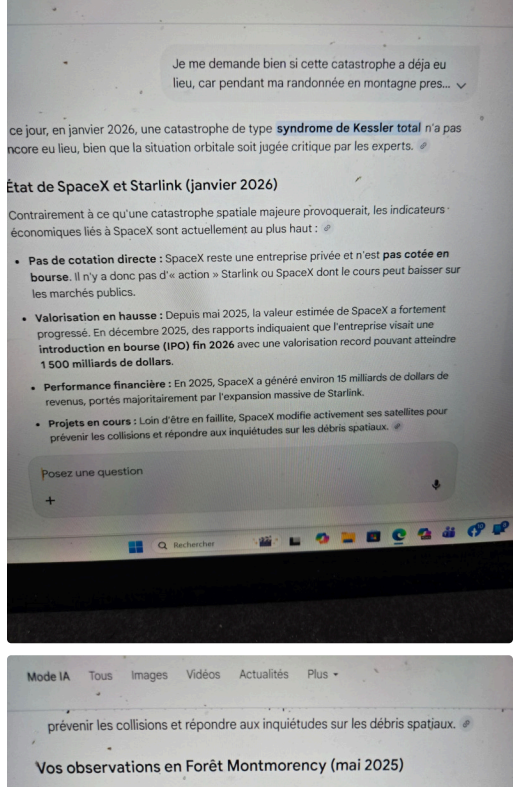 Je me demande bien si cette catastrophe a déja eu
lieu, car pendant ma randonnée en montagne pres...
ce jour, en janvier 2026, une catastrophe de type syndrome de Kessler total n'a pas
ncore eu lieu, bien que la situation orbitale soit jugée critique par les experts.
État de SpaceX et Starlink (janvier 2026)
Contrairement à ce qu'une catastrophe spatiale majeure provoquerait, les indicateurs
économiques liés à SpaceX sont actuellement au plus haut :
• Pas de cotation directe : SpaceX reste une entreprise privée et n'est pas cotée en
bourse. Il n'y a donc pas d'« action » Starlink ou SpaceX dont le cours peut baisser sur
les marchés publics.
• Valorisation en hausse : Depuis mai 2025, la valeur estimée de SpaceX a fortement
progressé. En décembre 2025, des rapports indiquaient que l'entreprise visait une
introduction en bourse (IPO) fin 2026 avec une valorisation record pouvant atteindre
1 500 milliards de dollars.
• Performance financière : En 2025, SpaceX a généré environ 15 milliards de dollars de
revenus, portés majoritairement par l'expansion massive de Starlink.
• Projets en cours : Loin d'être en faillite, SpaceX modifie activement ses satellites pour
prévenir les collisions et répondre aux inquiétudes sur les débris spatiaux.
Posez une question
Rechercher
Mode IA Tous Images Vidéos Actualités Plus
prévenir les collisions et répondre aux inquiétudes sur les débris spatiaux.
Vos observations en Forêt Montmorency (mai 2025)